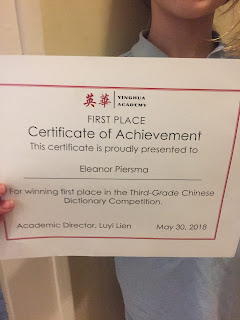 英華 YINGHUA
ACADEMY
FIRST PLACE
Certificate of Achievement
This certificate is proudly presented to
Eleanor Piersma
For winning first place in the Third-Grade Chinese
Dictionary Competition.
Academic Director, Luyi Lien May 30, 2018